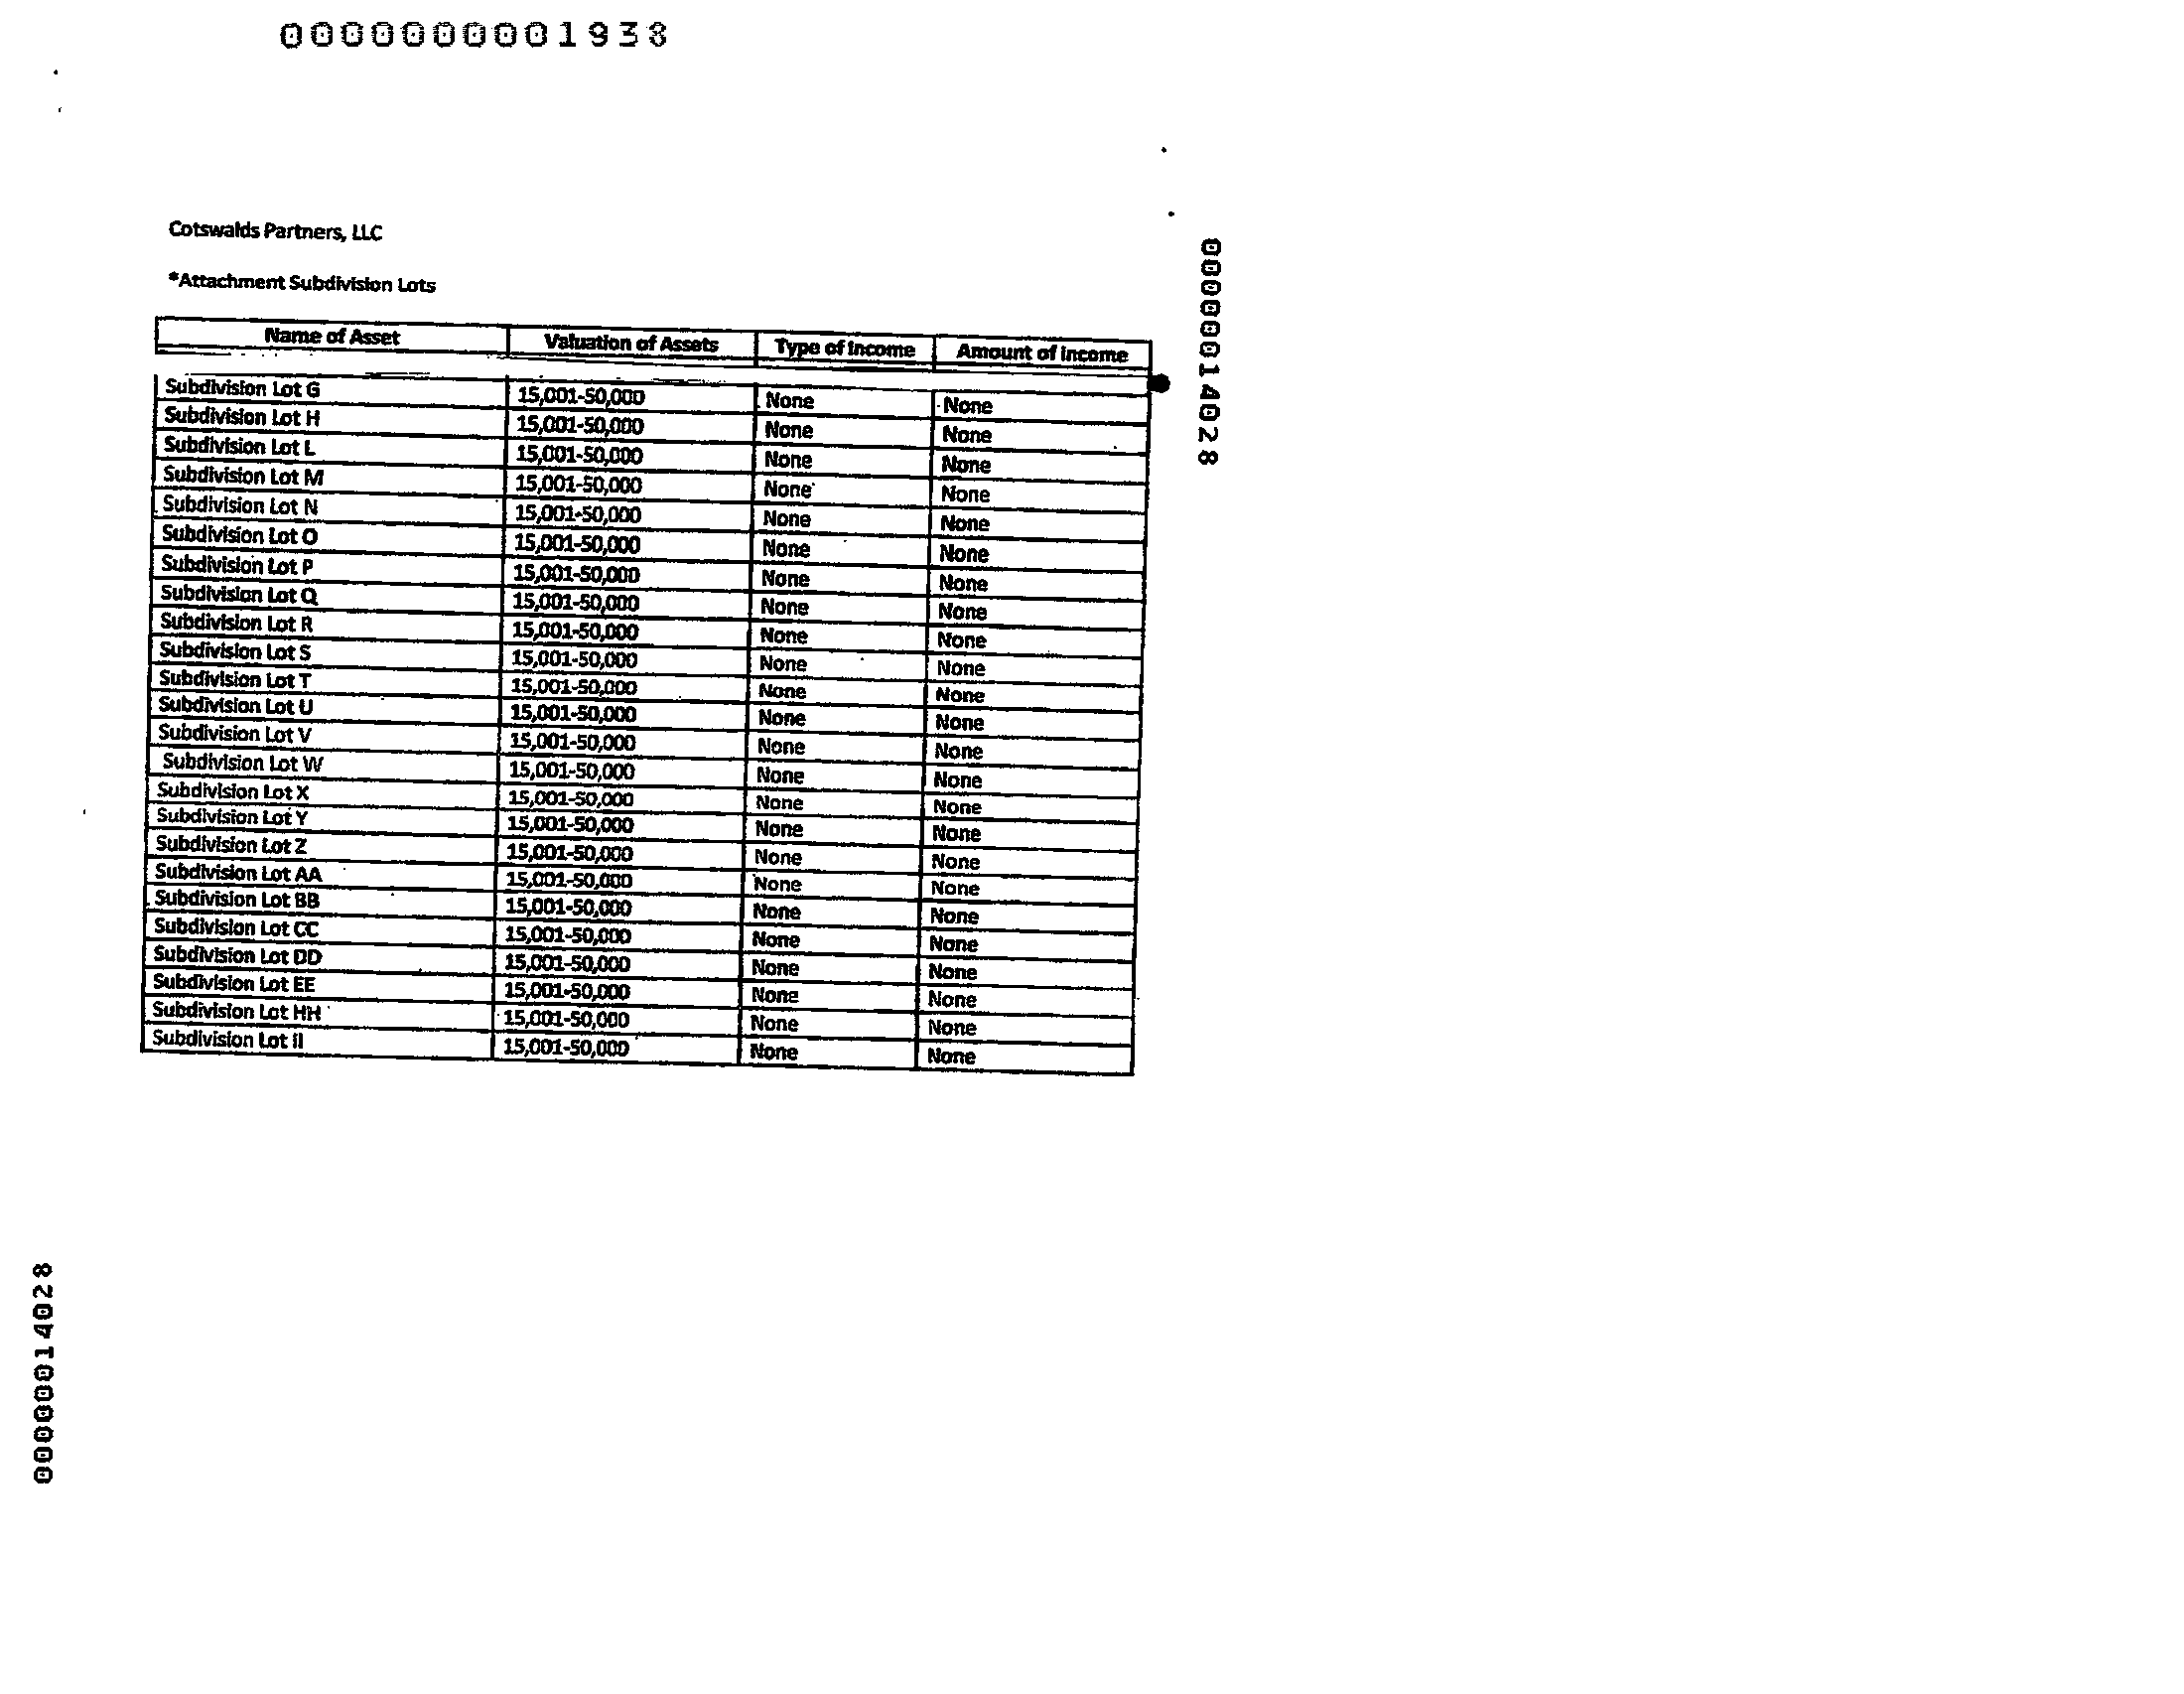 0000000001938
Cotswalds Partners, LLC
*Attachment Subdivision Lots
Name of Asset Valuation of Assets Type of Income Amount of Income
Subdivision Lot G 15,001-50,000 None None
Subdivision Lot H 15,001-50,000 None None
Subdivision Lot L 15,001-50,000 None None
Subdivision Lot M 15,001-50,000 None None
Subdivision Lot N 15,001-50,000 None None
Subdivision Lot O 15,001-50,000 None None
Subdivision Lot P 15,001-50,000 None None
Subdivision Lot Q 15,001-50,000 None None
Subdivision Lot R 15,001-50,000 None None
Subdivision Lot S 15,001-50,000 None None
Subdivision Lot T 15,001-50,000 None None
Subdivision Lot U 15,001-50,000 None None
Subdivision Lot V 15,001-50,000 None None
Subdivision Lot W 15,001-50,000 None None
Subdivision Lot X 15,001-50,000 None None
Subdivision Lot Y 15,001-50,000 None None
Subdivision Lot Z 15,001-50,000 None None
Subdivision Lot AA 15,001-50,000 None None
Subdivision Lot BB 15,001-50,000 None None
Subdivision Lot CC 15,001-50,000 None None
Subdivision Lot DD 15,001-50,000 None None
Subdivision Lot EE 15,001-50,000 None None
Subdivision Lot HH 15,001-50,000 None None
Subdivision Lot II 15,001-50,000 None None
00000014028
00000014028